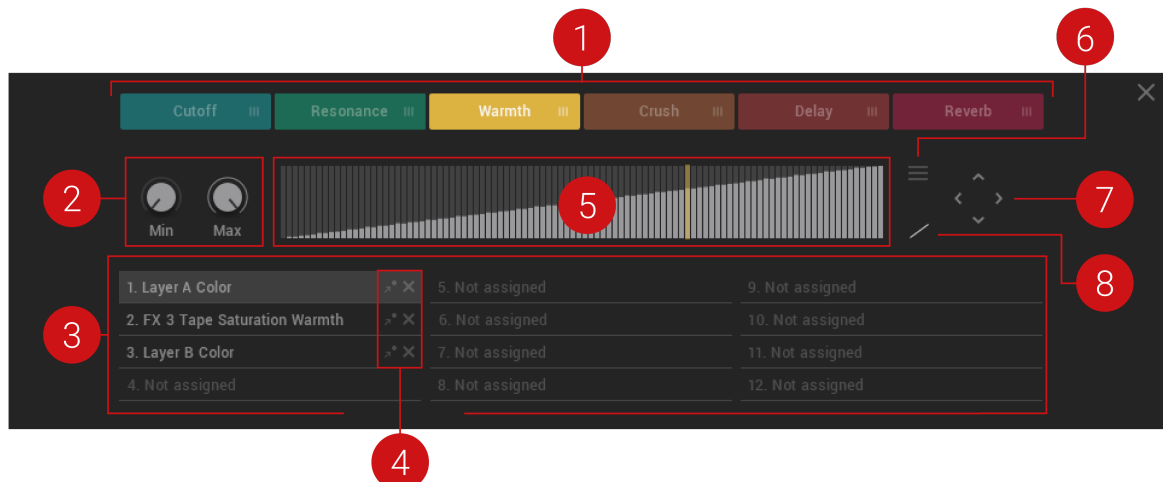 1
6
Cutoff Resonance Warmth Crush Delay Reverb
2
Min Max
5
7
8
3
1. Layer A Color
2. FX 3 Tape Saturation Warmth
3. Layer B Color
4. Not assigned
5. Not assigned
6. Not assigned
7. Not assigned
8. Not assigned
9. Not assigned
10. Not assigned
11. Not assigned
12. Not assigned
4